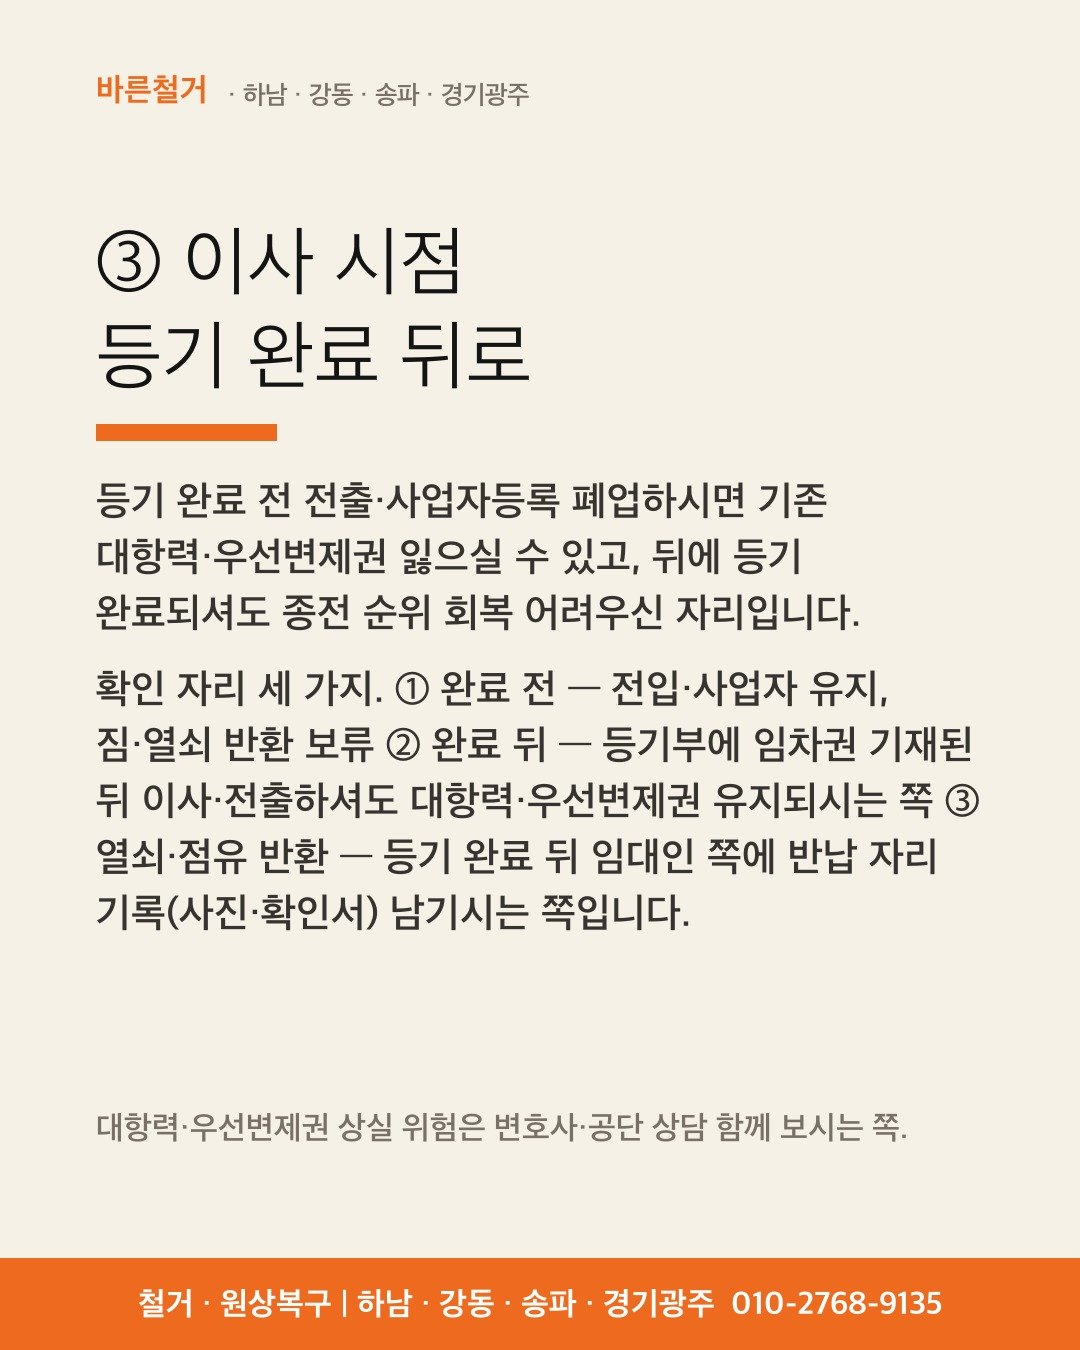 바른철거 · 하남 · 강동 · 송파 · 경기광주
③ 이사 시점
등기 완료 뒤로
등기 완료 전 전출·사업자등록 폐업하시면 기존
대항력·우선변제권 잃으실 수 있고, 뒤에 등기
완료되셔도 종전 순위 회복 어려우신 자리입니다.
확인 자리 세 가지. ① 완료 전 — 전입·사업자 유지,
짐·열쇠 반환 보류 ② 완료 뒤 — 등기부에 임차권 기재된
뒤 이사·전출하셔도 대항력·우선변제권 유지되시는 쪽 ③
열쇠·점유 반환 — 등기 완료 뒤 임대인 쪽에 반납 자리
기록(사진·확인서) 남기시는 쪽입니다.
대항력·우선변제권 상실 위험은 변호사·공단 상담 함께 보시는 쪽.
철거 · 원상복구 | 하남 · 강동 · 송파 · 경기광주 010-2768-9135